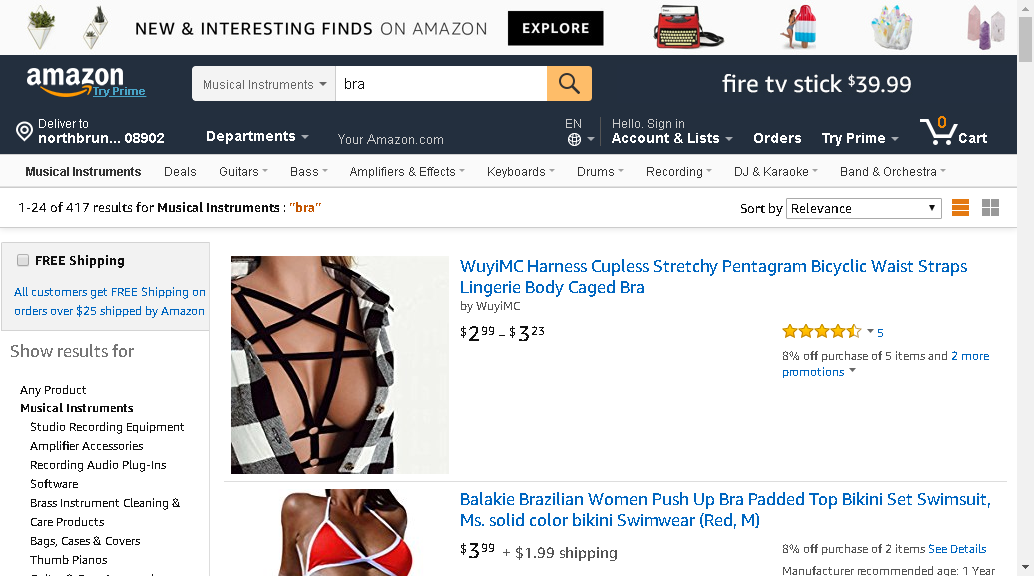 NEW & INTERESTING FINDS ON AMAZON EXPLORE
amazon
Try Prime
Musical Instruments
bra
fire tv stick $39.99
Deliver to
northbrun... 08902
Departments
Your Amazon.com
EN
Hello. Sign in
Account & Lists
Orders
Try Prime
0
Cart
Musical Instruments Deals Guitars Bass Amplifiers & Effects Keyboards Drums Recording DJ & Karaoke Band & Orchestra
1-24 of 417 results for Musical Instruments : "bra"
Sort by Relevance
FREE Shipping
All customers get FREE Shipping on
orders over $25 shipped by Amazon
Show results for
Any Product
Musical Instruments
Studio Recording Equipment
Amplifier Accessories
Recording Audio Plug-Ins
Software
Brass Instrument Cleaning &
Care Products
Bags, Cases & Covers
Thumb Pianos
WuyiMC Harness Cupless Stretchy Pentagram Bicyclic Waist Straps
Lingerie Body Caged Bra
by WuyiMC
$2 99 - $3 23
5
8% off purchase of 5 items and 2 more
promotions
Balakie Brazilian Women Push Up Bra Padded Top Bikini Set Swimsuit,
Ms. solid color bikini Swimwear (Red, M)
$3 99 + $1.99 shipping
8% off purchase of 2 items See Details
Manufacturer recommended age: 1 Year